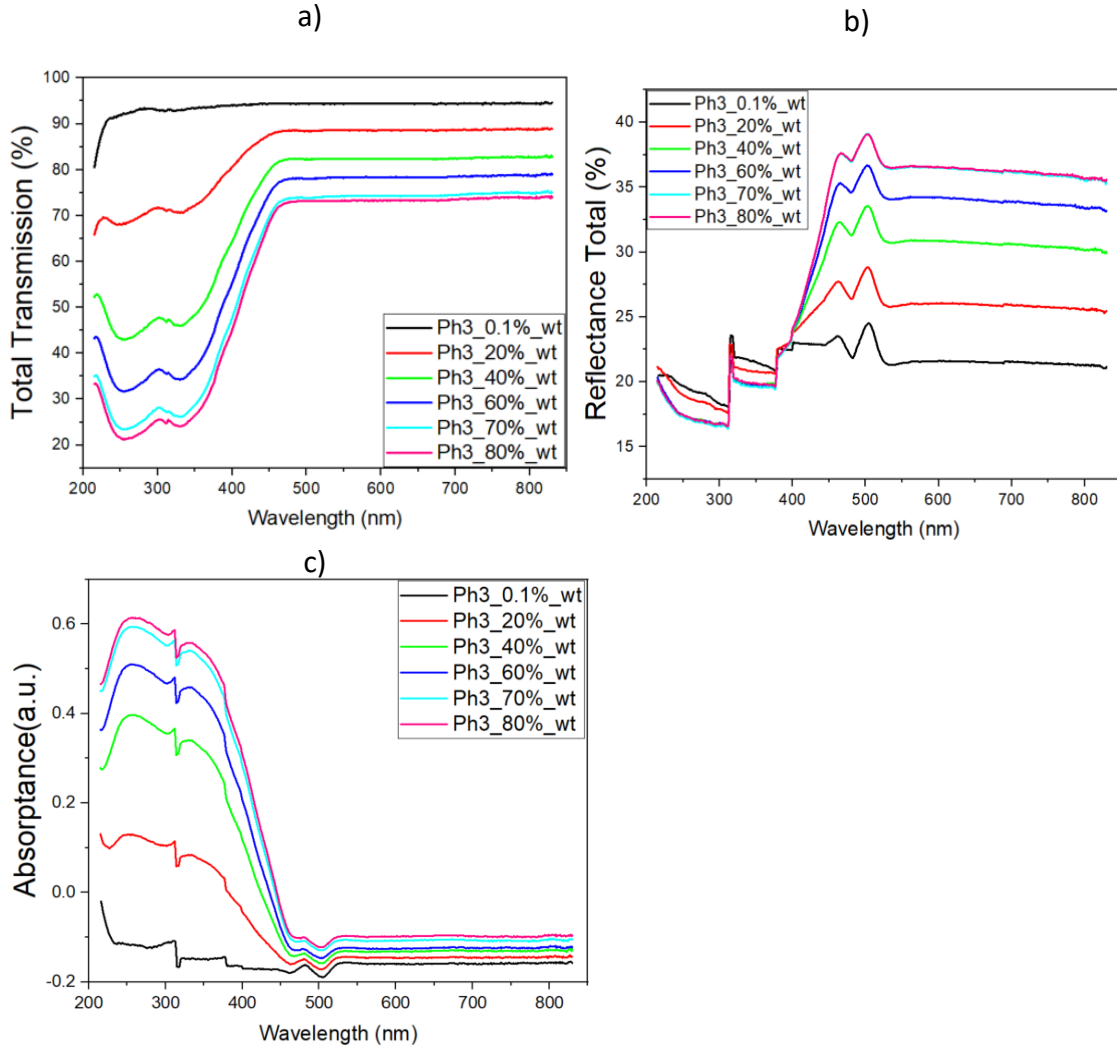 a)
100
90
80
70
60
50
40
30
20
Total Transmission (%)
Ph3_0.1%_wt
Ph3_20%_wt
Ph3_40%_wt
Ph3_60%_wt
Ph3_70%_wt
Ph3_80%_wt
200 300 400 500 600 700 800
Wavelength (nm)
b)
40
35
30
25
20
15
Reflectance Total (%)
Ph3_0.1%_wt
Ph3_20%_wt
Ph3_40%_wt
Ph3_60%_wt
Ph3_70%_wt
Ph3_80%_wt
200 300 400 500 600 700 800
Wavelength (nm)
c)
0.6
0.4
0.2
0.0
-0.2
Absorptance(a.u.)
Ph3_0.1%_wt
Ph3_20%_wt
Ph3_40%_wt
Ph3_60%_wt
Ph3_70%_wt
Ph3_80%_wt
200 300 400 500 600 700 800
Wavelength (nm)